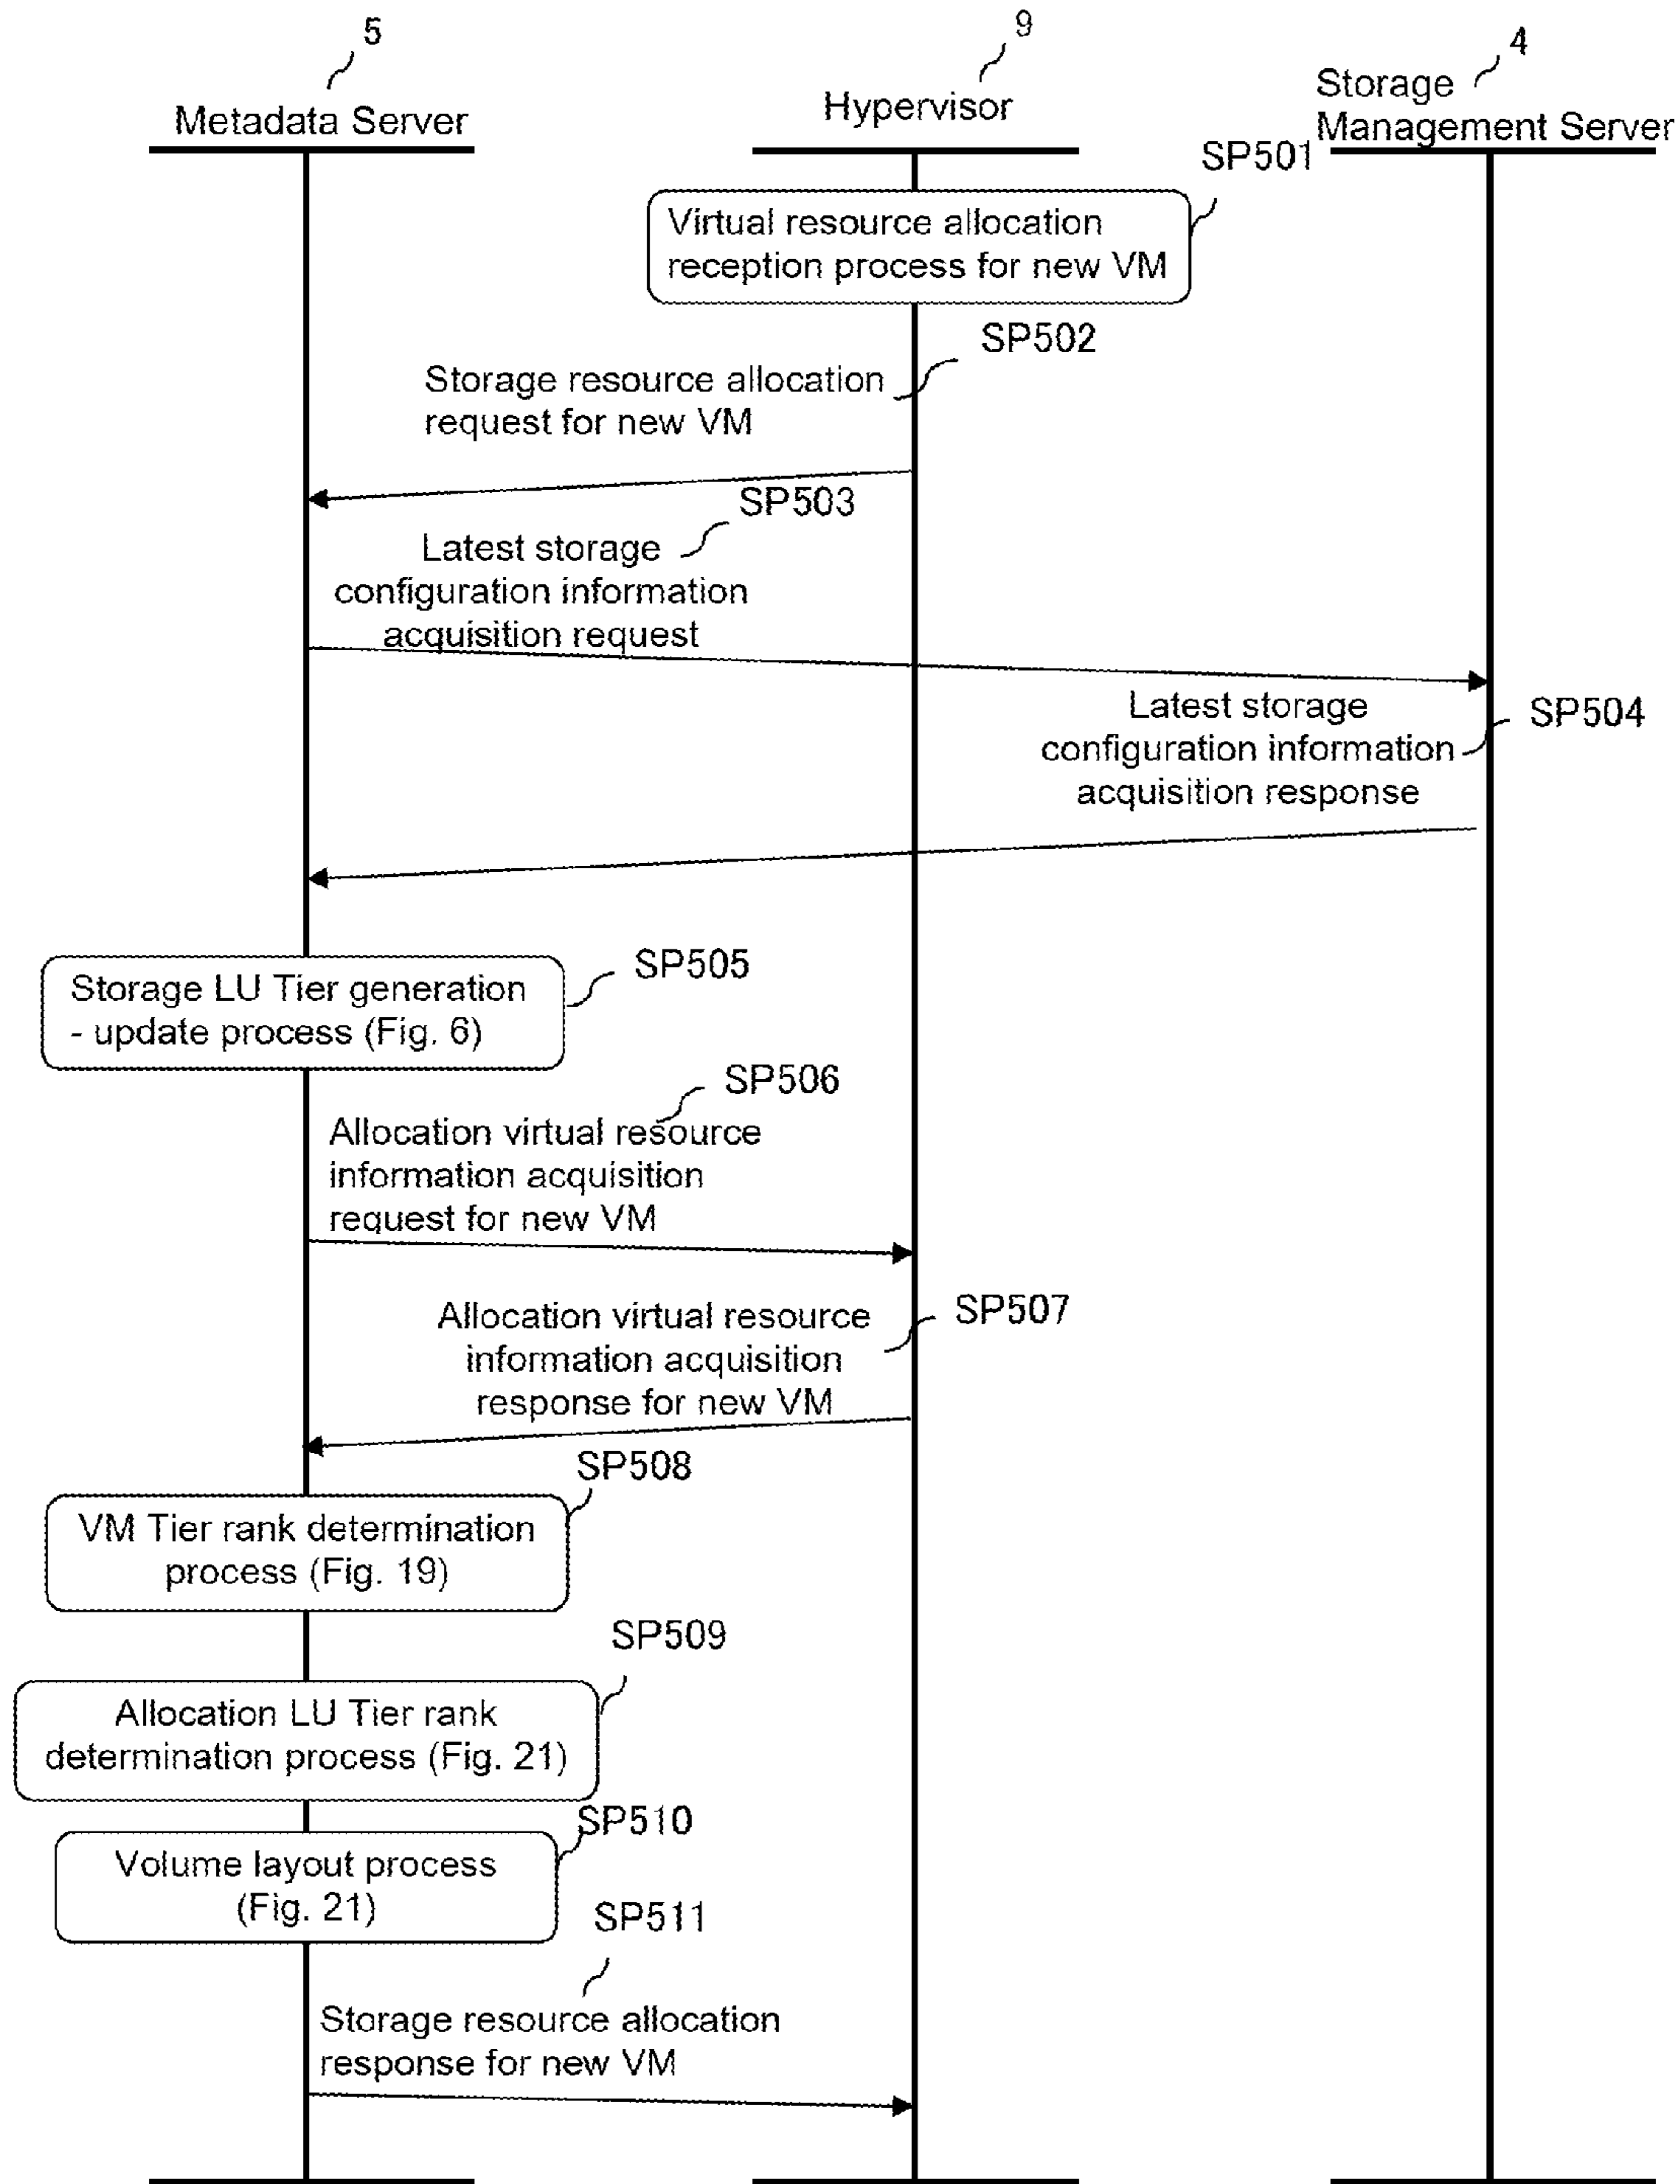 5
9
4
Metadata Server
Hypervisor
Storage
Management Server
SP501
Virtual resource allocation
reception process for new VM
SP502
Storage resource allocation
request for new VM
SP503
Latest storage
configuration information
acquisition request
Latest storage
configuration information
acquisition response
SP504
SP505
Storage LU Tier generation
- update process (Fig. 6)
SP506
Allocation virtual resource
information acquisition
request for new VM
SP507
Allocation virtual resource
information acquisition
response for new VM
SP508
VM Tier rank determination
process (Fig. 19)
SP509
Allocation LU Tier rank
determination process (Fig. 21)
SP510
Volume layout process
(Fig. 21)
SP511
Storage resource allocation
response for new VM